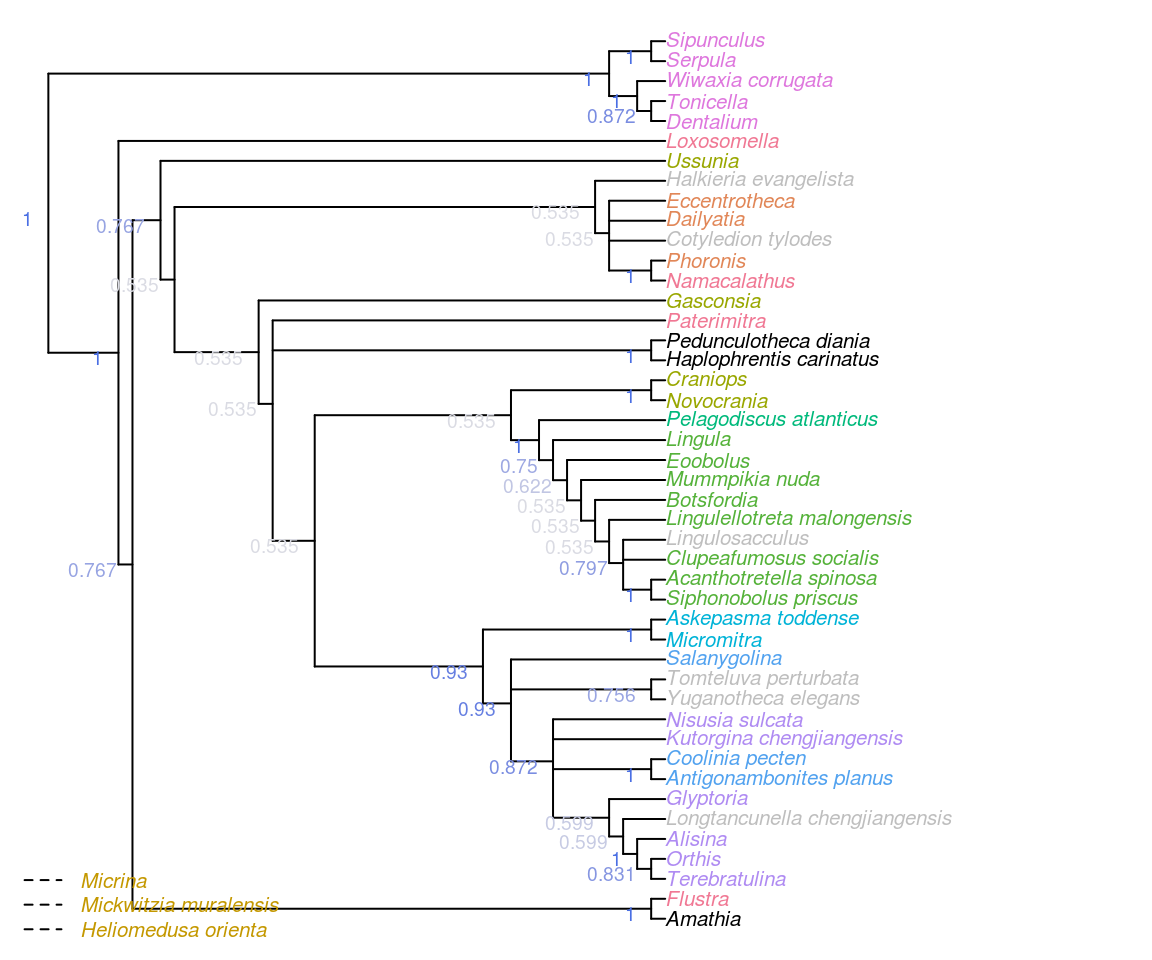 Sipunculus
1
Serpula
1
Wiwaxia corrugata
1
Tonicella
0.872
Dentalium
Loxosomella
Ussunia
Halkieria evangelista
Eccentrotheca
0.535
1
Dailyatia
0.767
0.535
Cotyledion tylodes
Phoronis
1
Namacalathus
0.535
Gasconsia
Paterimitra
Pedunculotheca diania
1
0.535
1
Haplophrentis carinatus
Craniops
1
Novocrania
0.535
0.535
Pelagodiscus atlanticus
Lingula
1
Eoobolus
0.75
Mummpikia nuda
0.622
Botsfordia
0.535
Lingulellotreta malongensis
0.535
Lingulosacculus
0.535
0.535
Clupeafumosus socialis
0.767
0.797
Acanthotretella spinosa
1
Siphonobolus priscus
Askepasma toddense
1
Micromitra
Salanygolina
0.93
Tomteluva perturbata
0.756
Yuganotheca elegans
0.93
Nisusia sulcata
Kutorgina chengjiangensis
Coolinia pecten
0.872
1
Antigonambonites planus
Glyptoria
Longtancunella chengjiangensis
0.599
Alisina
0.599
Orthis
1
0.831
Terebratulina
Micrina
Flustra
Mickwitzia muralensis
1
Amathia
Heliomedusa orienta